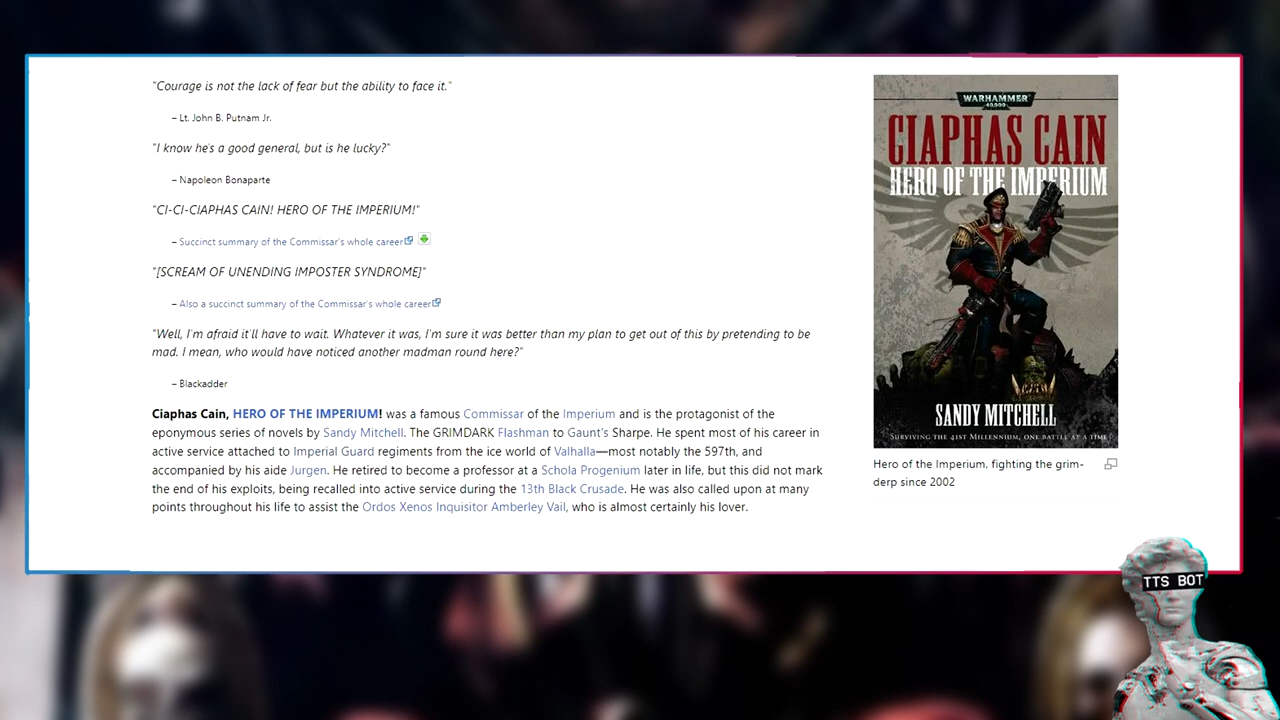 "Courage is not the lack of fear but the ability to face it."
– Lt. John B. Putnam Jr.
"I know he's a good general, but is he lucky?"
– Napoleon Bonaparte
"CI-CI-CIAPHAS CAIN! HERO OF THE IMPERIUM!"
– Succinct summary of the Commissar's whole career
"[SCREAM OF UNENDING IMPOSTER SYNDROME]"
– Also a succinct summary of the Commissar's whole career
"Well, I'm afraid it'll have to wait. Whatever it was, I'm sure it was better than my plan to get out of this by pretending to be
mad. I mean, who would have noticed another madman round here?"
– Blackadder
Ciaphas Cain, HERO OF THE IMPERIUM! was a famous Commissar of the Imperium and is the protagonist of the
eponymous series of novels by Sandy Mitchell. The GRIMDARK Flashman to Gaunt's Sharpe. He spent most of his career in
active service attached to Imperial Guard regiments from the ice world of Valhalla—most notably the 597th, and
accompanied by his aide Jurgen. He retired to become a professor at a Schola Progenium later in life, but this did not mark
the end of his exploits, being recalled into active service during the 13th Black Crusade. He was also called upon at many
points throughout his life to assist the Ordos Xenos Inquisitor Amberley Vail, who is almost certainly his lover.
WARHAMMER
40,000
CIAPHAS CAIN
HERO OF THE IMPERIUM
SANDY MITCHELL
SURVIVING THE 41ST MILLENNIUM, ONE BATTLE AT A TIME
Hero of the Imperium, fighting the grim-
derp since 2002
TTS BOT